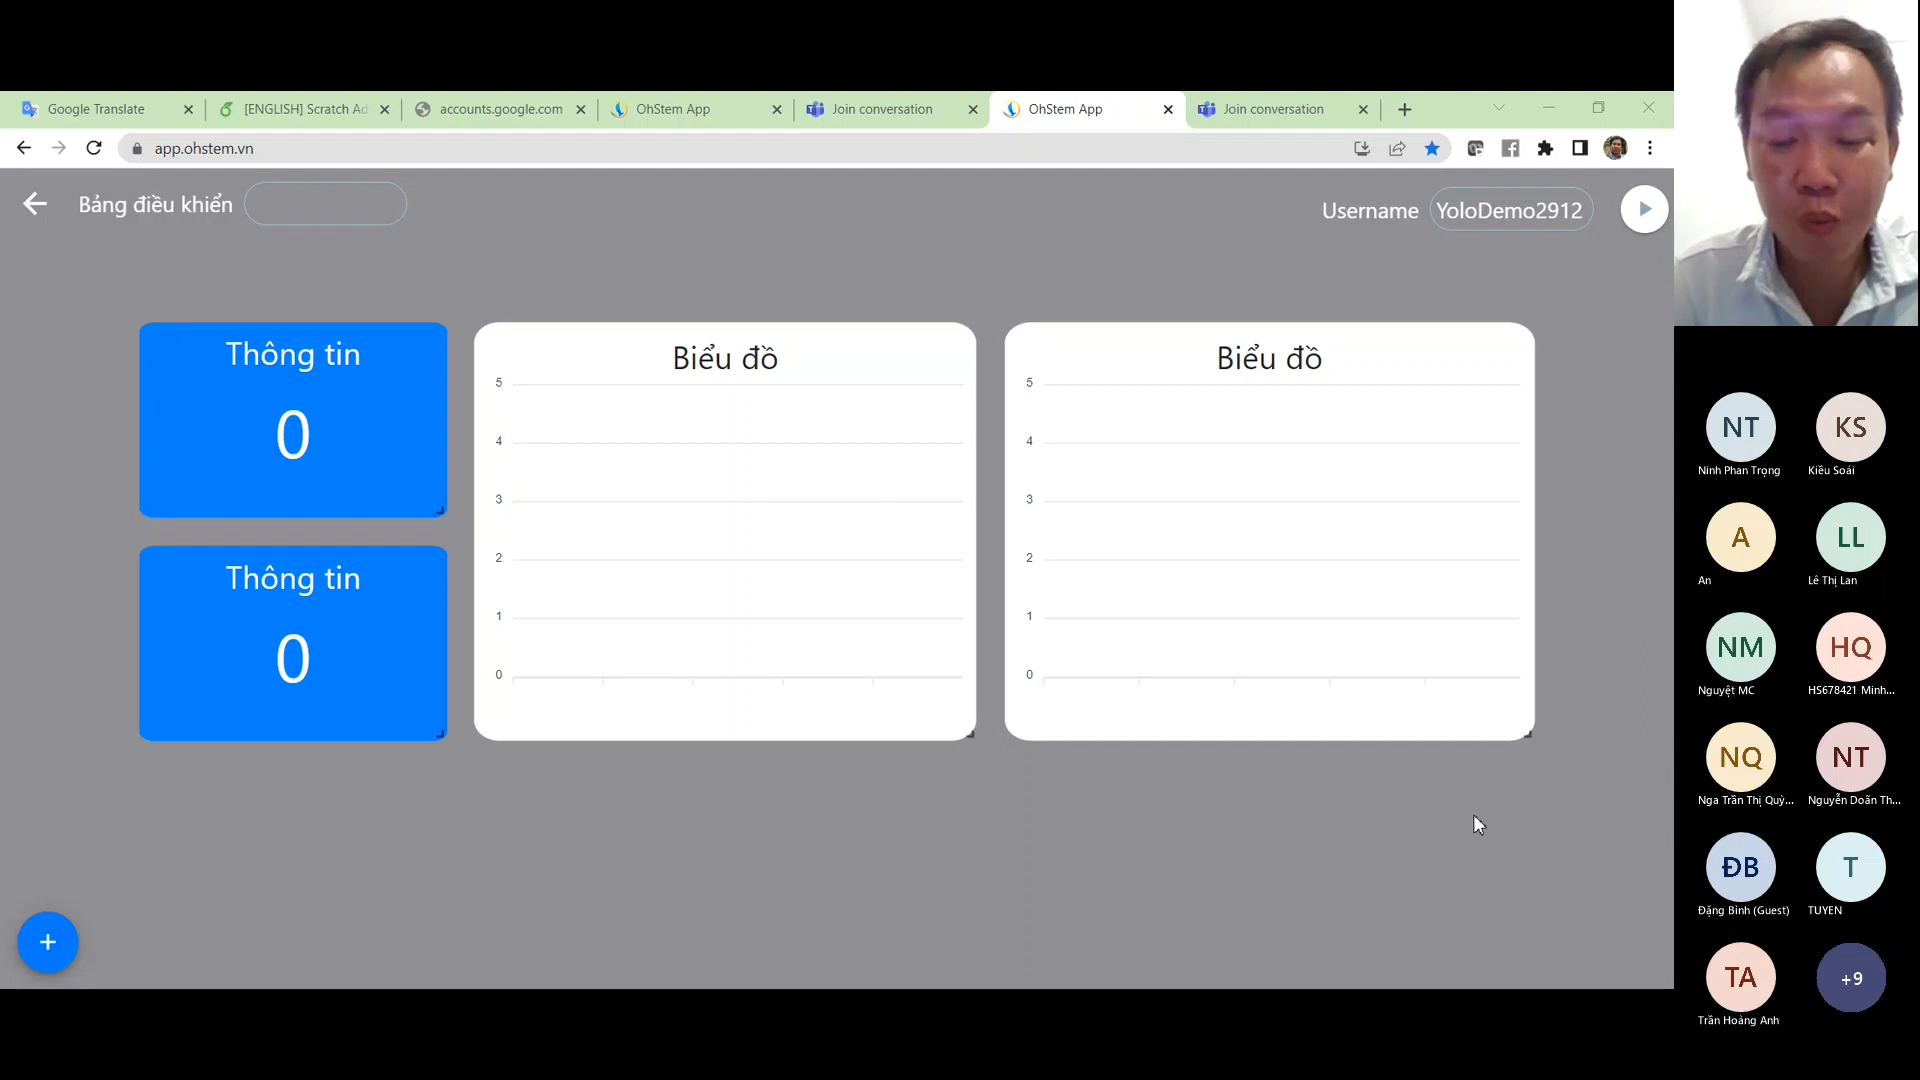 Google Translate
[ENGLISH] Scratch Ad
accounts.google.com
OhStem App
Join conversation
OhStem App
Join conversation
app.ohstem.vn
Bảng điều khiển
Username YoloDemo2912
Thông tin
0
Thông tin
0
Biểu đồ
5
4
3
2
1
0
Biểu đồ
5
4
3
2
1
0
NT
Ninh Phan Trọng
KS
Kiều Soái
A
An
LL
Lê Thị Lan
NM
Nguyệt MC
HQ
HS678421 Minh...
NQ
Nga Trần Thị Quỳ...
NT
Nguyễn Doãn Th...
ĐB
Đặng Bình (Guest)
T
TUYEN
TA
Trần Hoàng Anh
+9